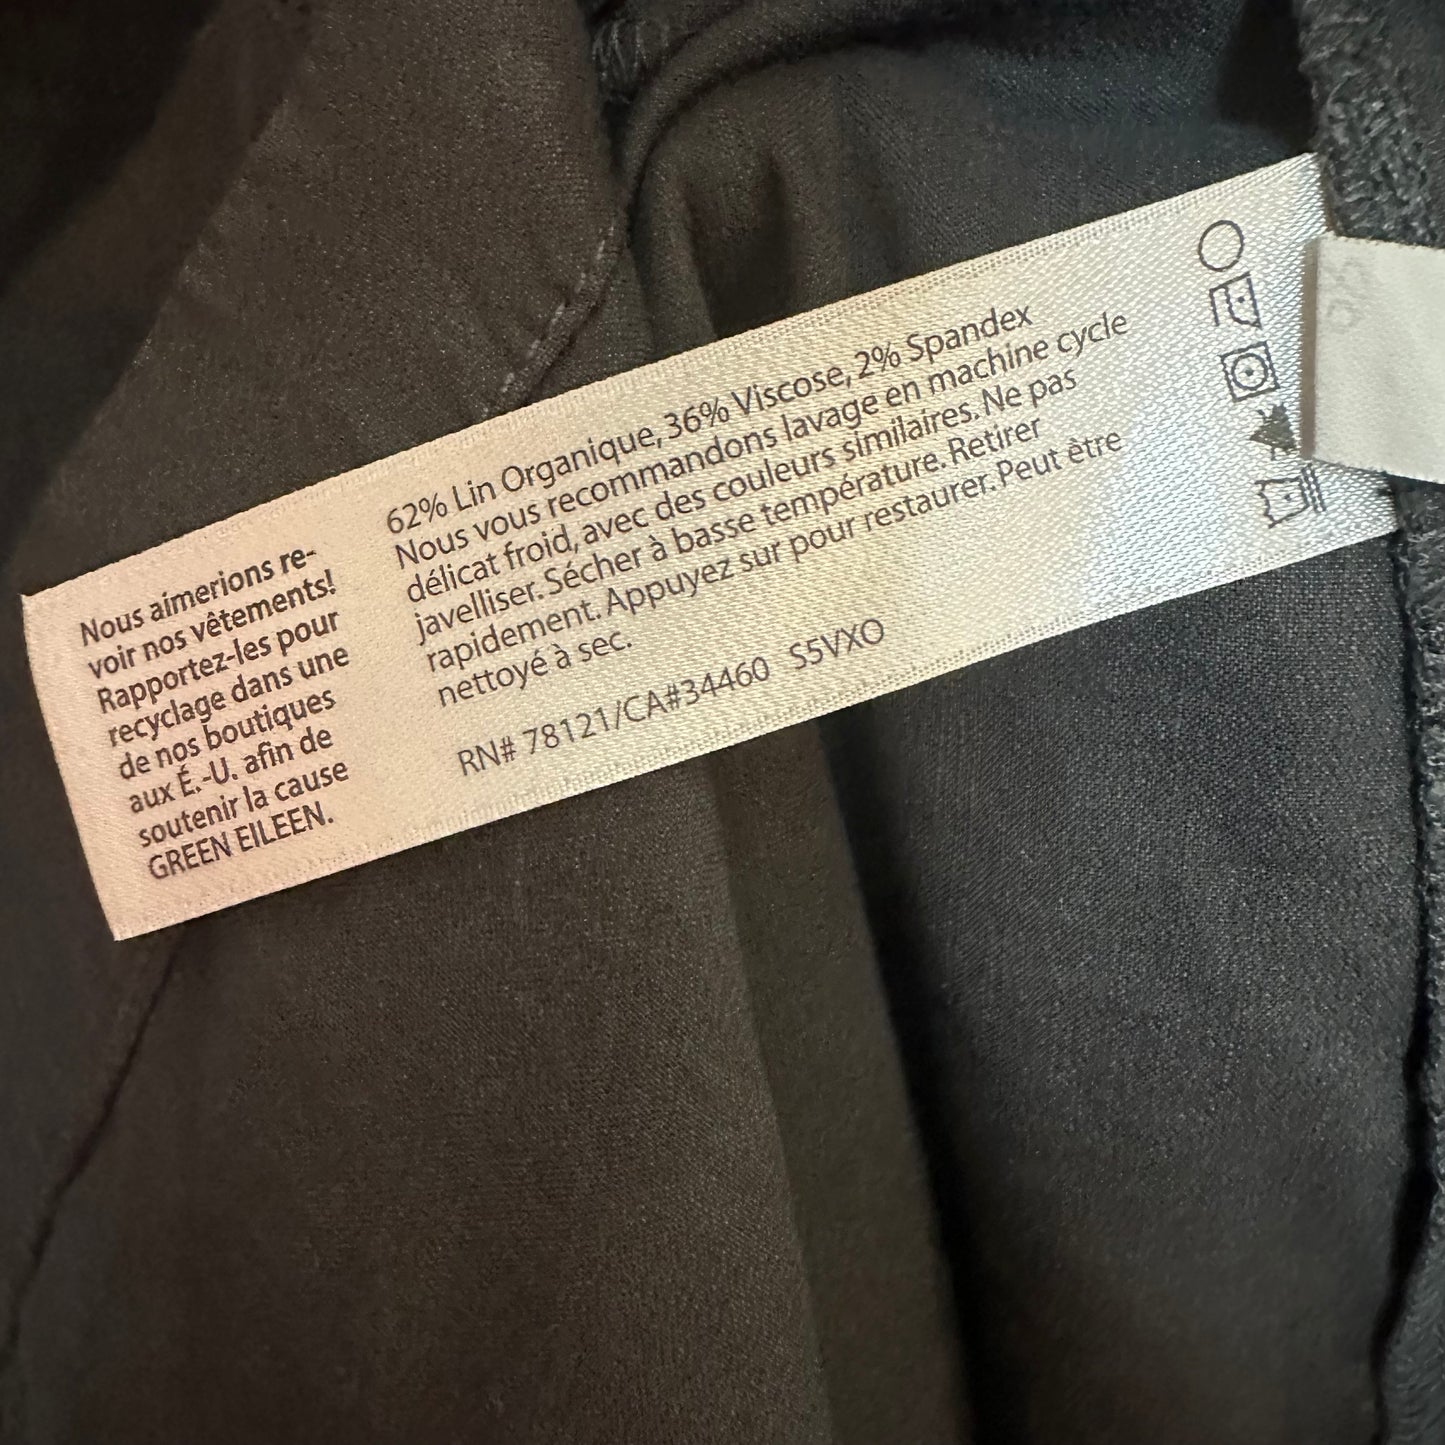 Nous aimerions re-
voir nos vêtements!
Rapportez-les pour
recyclage dans une
de nos boutiques
aux É.-U. afin de
soutenir la cause
GREEN EILEEN.
62% Lin Organique, 36% Viscose, 2% Spandex
Nous vous recommandons lavage en machine cycle
délicat froid, avec des couleurs similaires. Ne pas
javelliser. Sécher à basse température. Retirer
rapidement. Appuyez sur pour restaurer. Peut être
nettoyé à sec.
RN# 78121/CA#34460 S5VXO